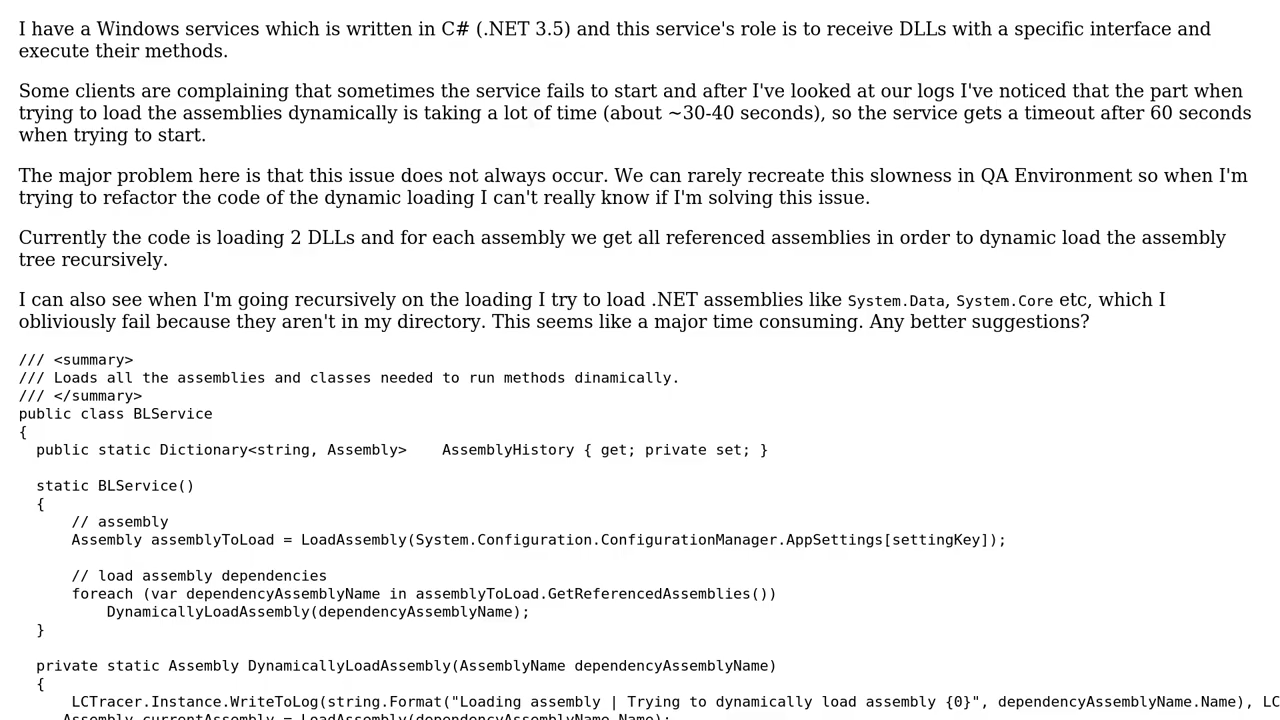 I have a Windows services which is written in C# (.NET 3.5) and this service's role is to receive DLLs with a specific interface and
execute their methods.
Some clients are complaining that sometimes the service fails to start and after I've looked at our logs I've noticed that the part when
trying to load the assemblies dynamically is taking a lot of time (about ~30-40 seconds), so the service gets a timeout after 60 seconds
when trying to start.
The major problem here is that this issue does not always occur. We can rarely recreate this slowness in QA Environment so when I'm
trying to refactor the code of the dynamic loading I can't really know if I'm solving this issue.
Currently the code is loading 2 DLLs and for each assembly we get all referenced assemblies in order to dynamic load the assembly
tree recursively.
I can also see when I'm going recursively on the loading I try to load .NET assemblies like System.Data, System.Core etc, which I
obliviously fail because they aren't in my directory. This seems like a major time consuming. Any better suggestions?
/// <summary>
/// Loads all the assemblies and classes needed to run methods dinamically.
/// </summary>
public class BLService
{
  public static Dictionary<string, Assembly>    AssemblyHistory { get; private set; }
  static BLService()
  {
      // assembly
      Assembly assemblyToLoad = LoadAssembly(System.Configuration.ConfigurationManager.AppSettings[settingKey]);
      // load assembly dependencies
      foreach (var dependencyAssemblyName in assemblyToLoad.GetReferencedAssemblies())
          DynamicallyLoadAssembly(dependencyAssemblyName);
  }
  private static Assembly DynamicallyLoadAssembly(AssemblyName dependencyAssemblyName)
  {
      LCTracer.Instance.WriteToLog(string.Format("Loading assembly | Trying to dynamically load assembly {0}", dependencyAssemblyName.Name), LC
     Assembly currentAssembly = LoadAssembly(dependencyAssemblyName.Name);